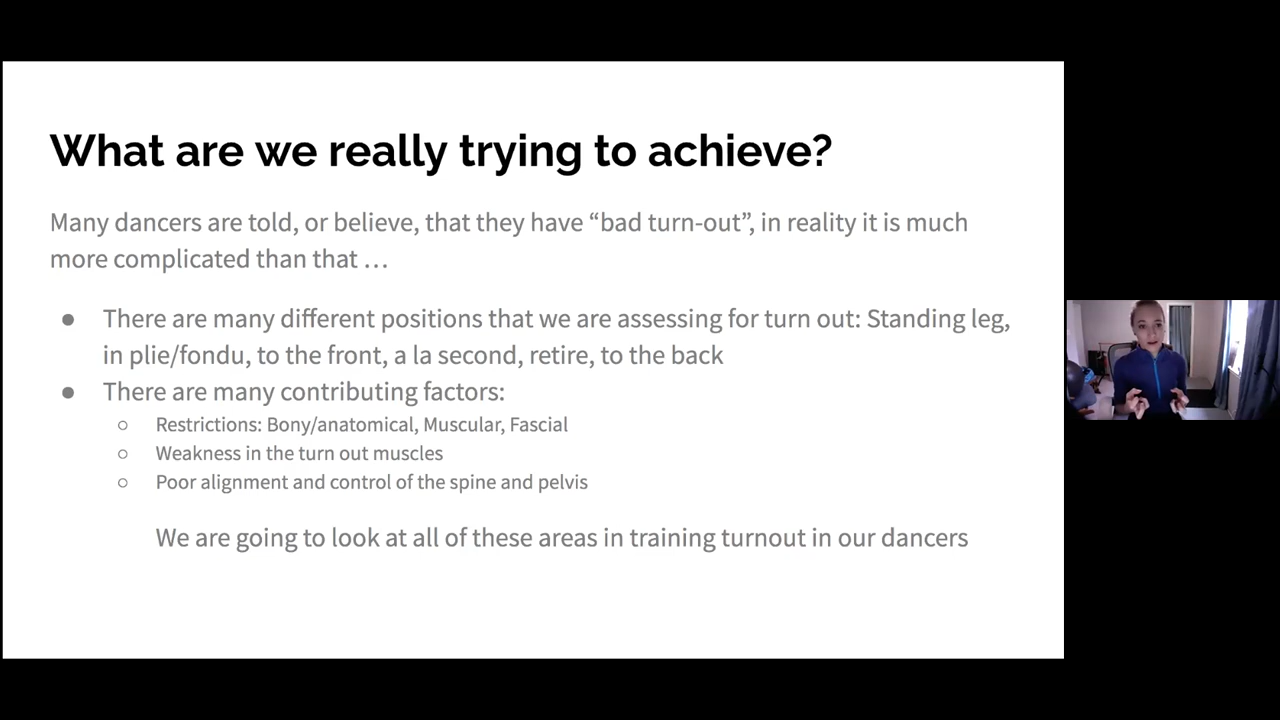 What are we really trying to achieve?
Many dancers are told, or believe, that they have “bad turn-out”, in reality it is much
more complicated than that …
● There are many different positions that we are assessing for turn out: Standing leg,
in plie/fondu, to the front, a la second, retire, to the back
● There are many contributing factors:
○ Restrictions: Bony/anatomical, Muscular, Fascial
○ Weakness in the turn out muscles
○ Poor alignment and control of the spine and pelvis
We are going to look at all of these areas in training turnout in our dancers